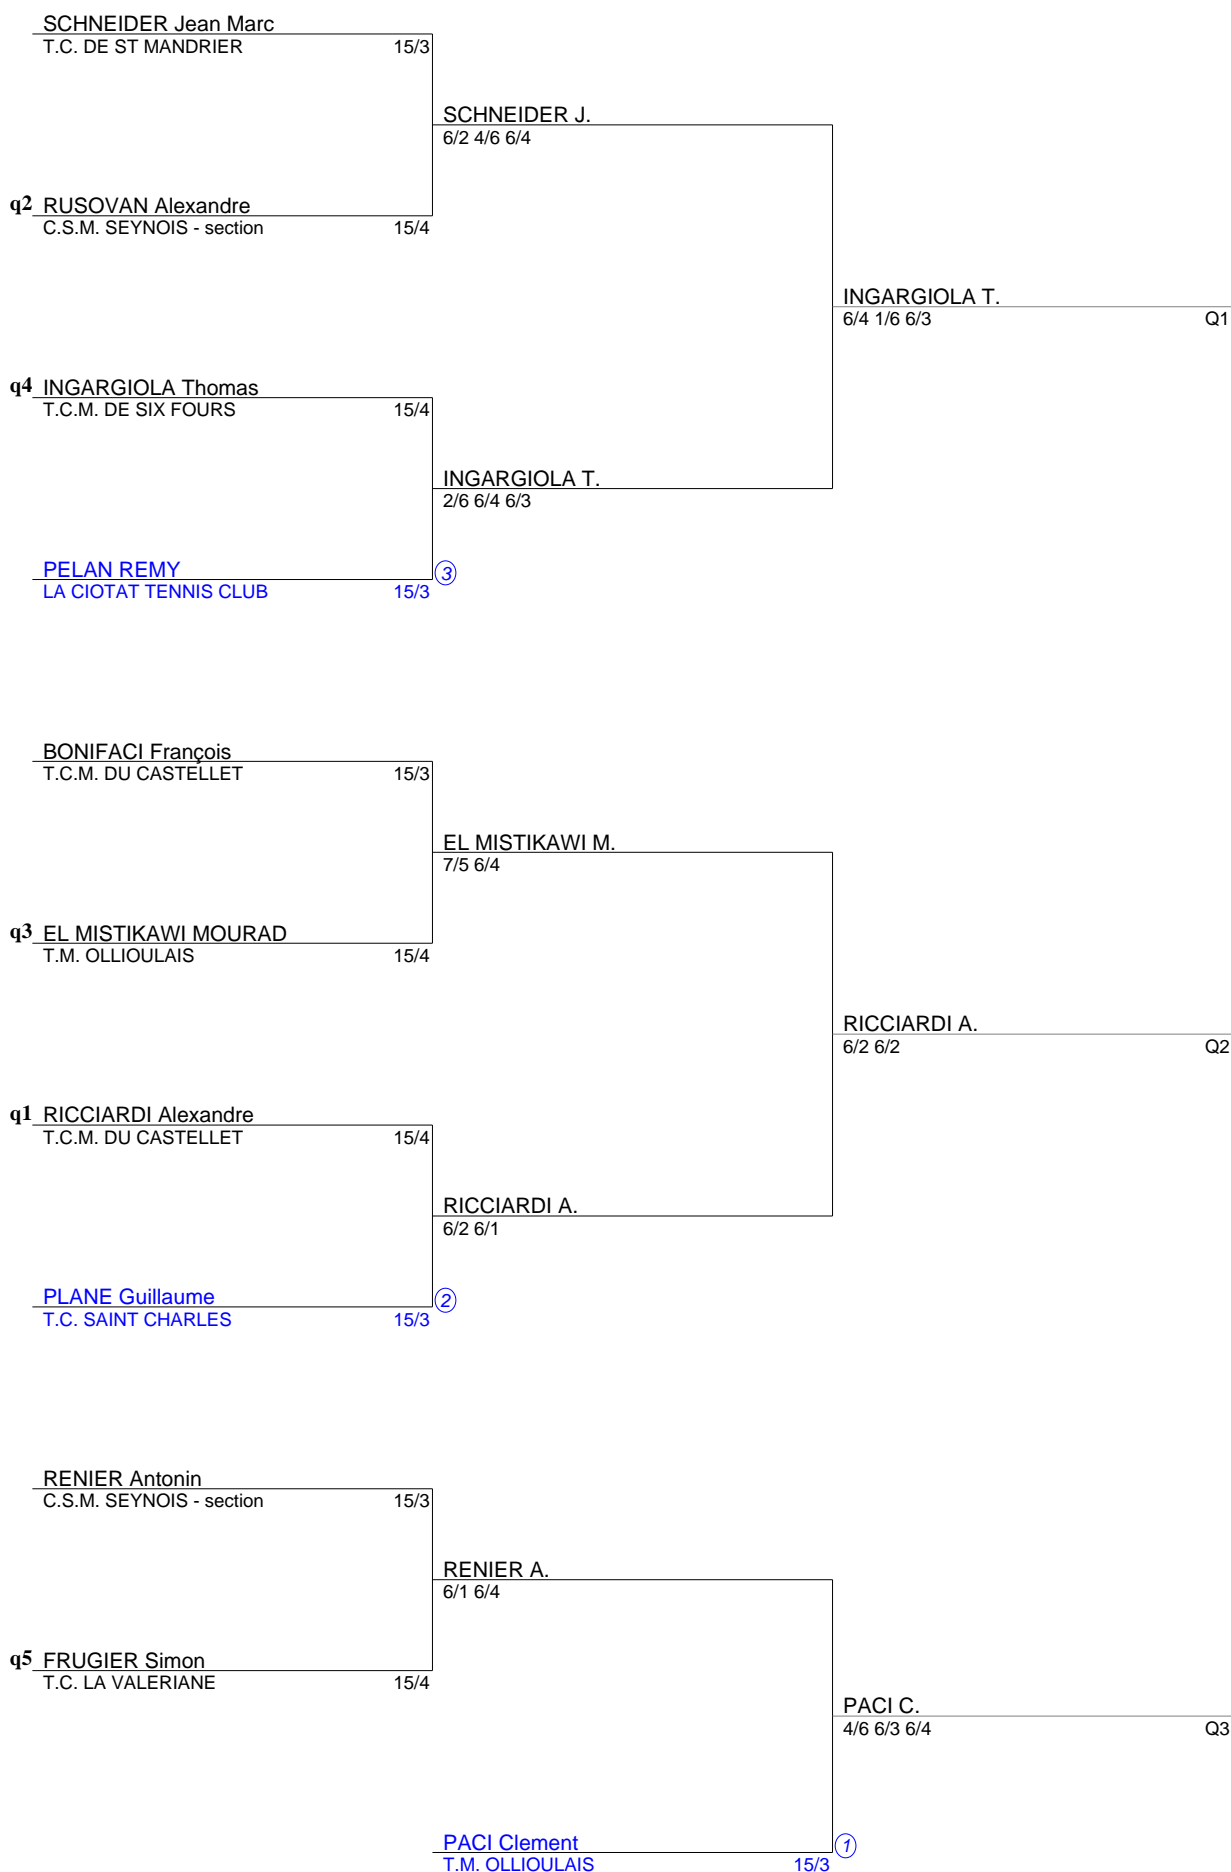 SCHNEIDER Jean Marc
T.C. DE ST MANDRIER 15/3
SCHNEIDER J.
6/2 4/6 6/4
q2 RUSOVAN Alexandre
C.S.M. SEYNOIS - section 15/4
INGARGIOLA T.
6/4 1/6 6/3 Q1
q4 INGARGIOLA Thomas
T.C.M. DE SIX FOURS 15/4
INGARGIOLA T.
2/6 6/4 6/3
PELAN REMY 3
LA CIOTAT TENNIS CLUB 15/3
BONIFACI François
T.C.M. DU CASTELLET 15/3
EL MISTIKAWI M.
7/5 6/4
q3 EL MISTIKAWI MOURAD
T.M. OLLIOULAIS 15/4
RICCIARDI A.
6/2 6/2 Q2
q1 RICCIARDI Alexandre
T.C.M. DU CASTELLET 15/4
RICCIARDI A.
6/2 6/1
PLANE Guillaume 2
T.C. SAINT CHARLES 15/3
RENIER Antonin
C.S.M. SEYNOIS - section 15/3
RENIER A.
6/1 6/4
q5 FRUGIER Simon
T.C. LA VALERIANE 15/4
PACI C.
4/6 6/3 6/4 Q3
PACI Clement 1
T.M. OLLIOULAIS 15/3